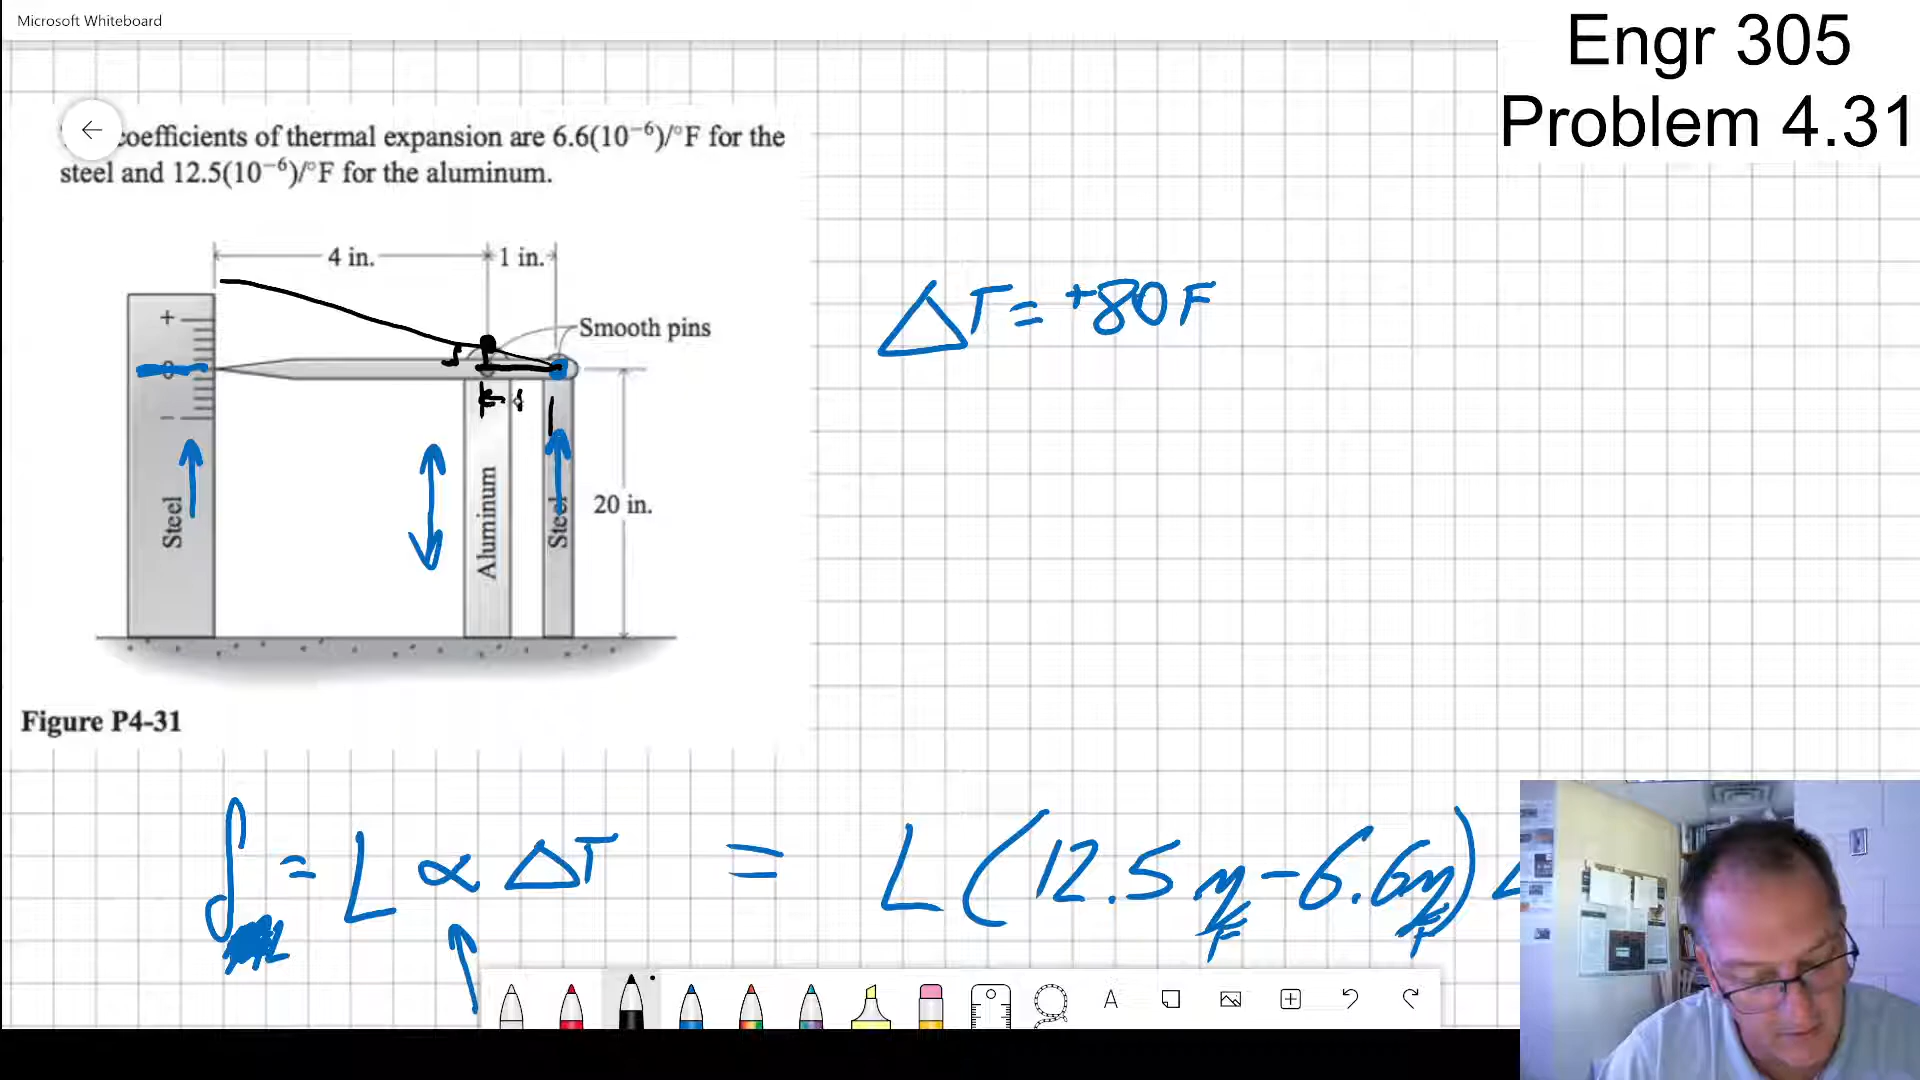 Microsoft Whiteboard
Engr 305
Problem 4.31
coefficients of thermal expansion are 6.6(10⁻⁶)/°F for the
steel and 12.5(10⁻⁶)/°F for the aluminum.
4 in.
1 in.
+
Smooth pins
0
−
Steel
Aluminum
Steel
20 in.
ΔT = +80 F
Figure P4-31
δ = L ∝ ΔT = L (12.5 μ/F - 6.6 μ/F)
A